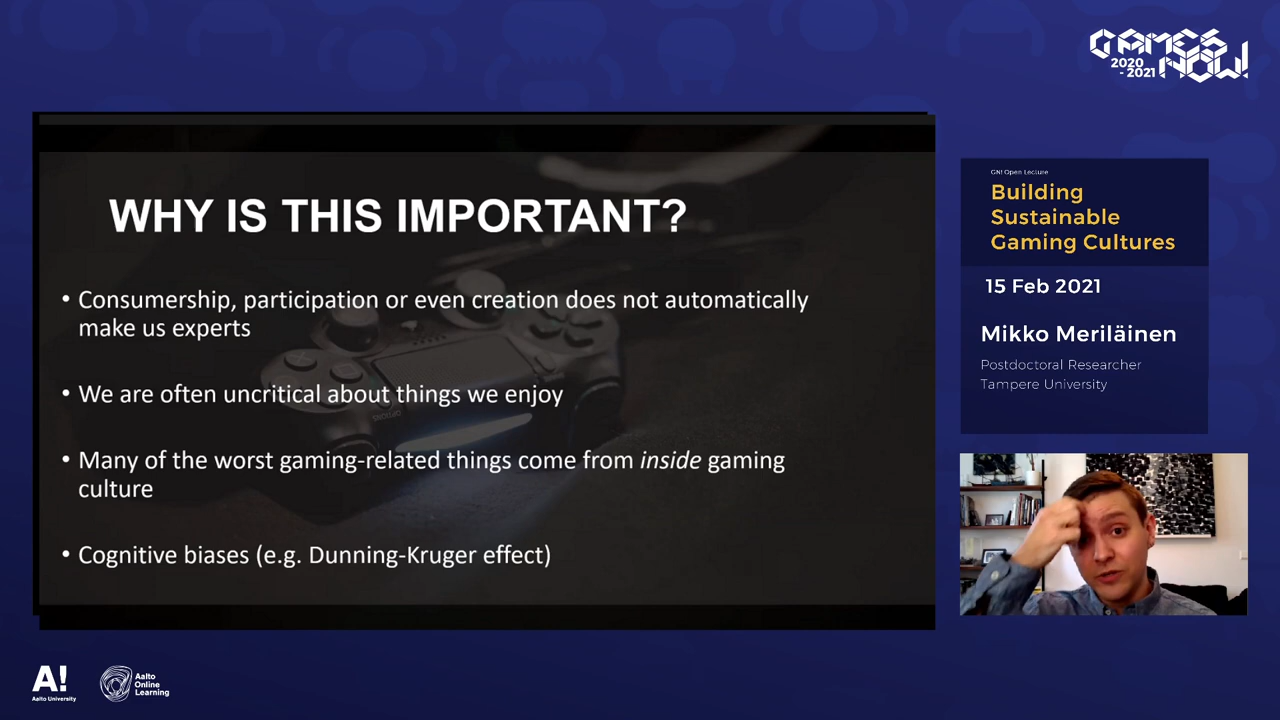 GAMES
2020
- 2021 NOW!
WHY IS THIS IMPORTANT?
• Consumership, participation or even creation does not automatically
make us experts
• We are often uncritical about things we enjoy
• Many of the worst gaming-related things come from inside gaming
culture
• Cognitive biases (e.g. Dunning-Kruger effect)
OPTIONS
GN! Open Lecture
Building
Sustainable
Gaming Cultures
15 Feb 2021
Mikko Meriläinen
Postdoctoral Researcher
Tampere University
A!
Aalto University
Aalto
Online
Learning